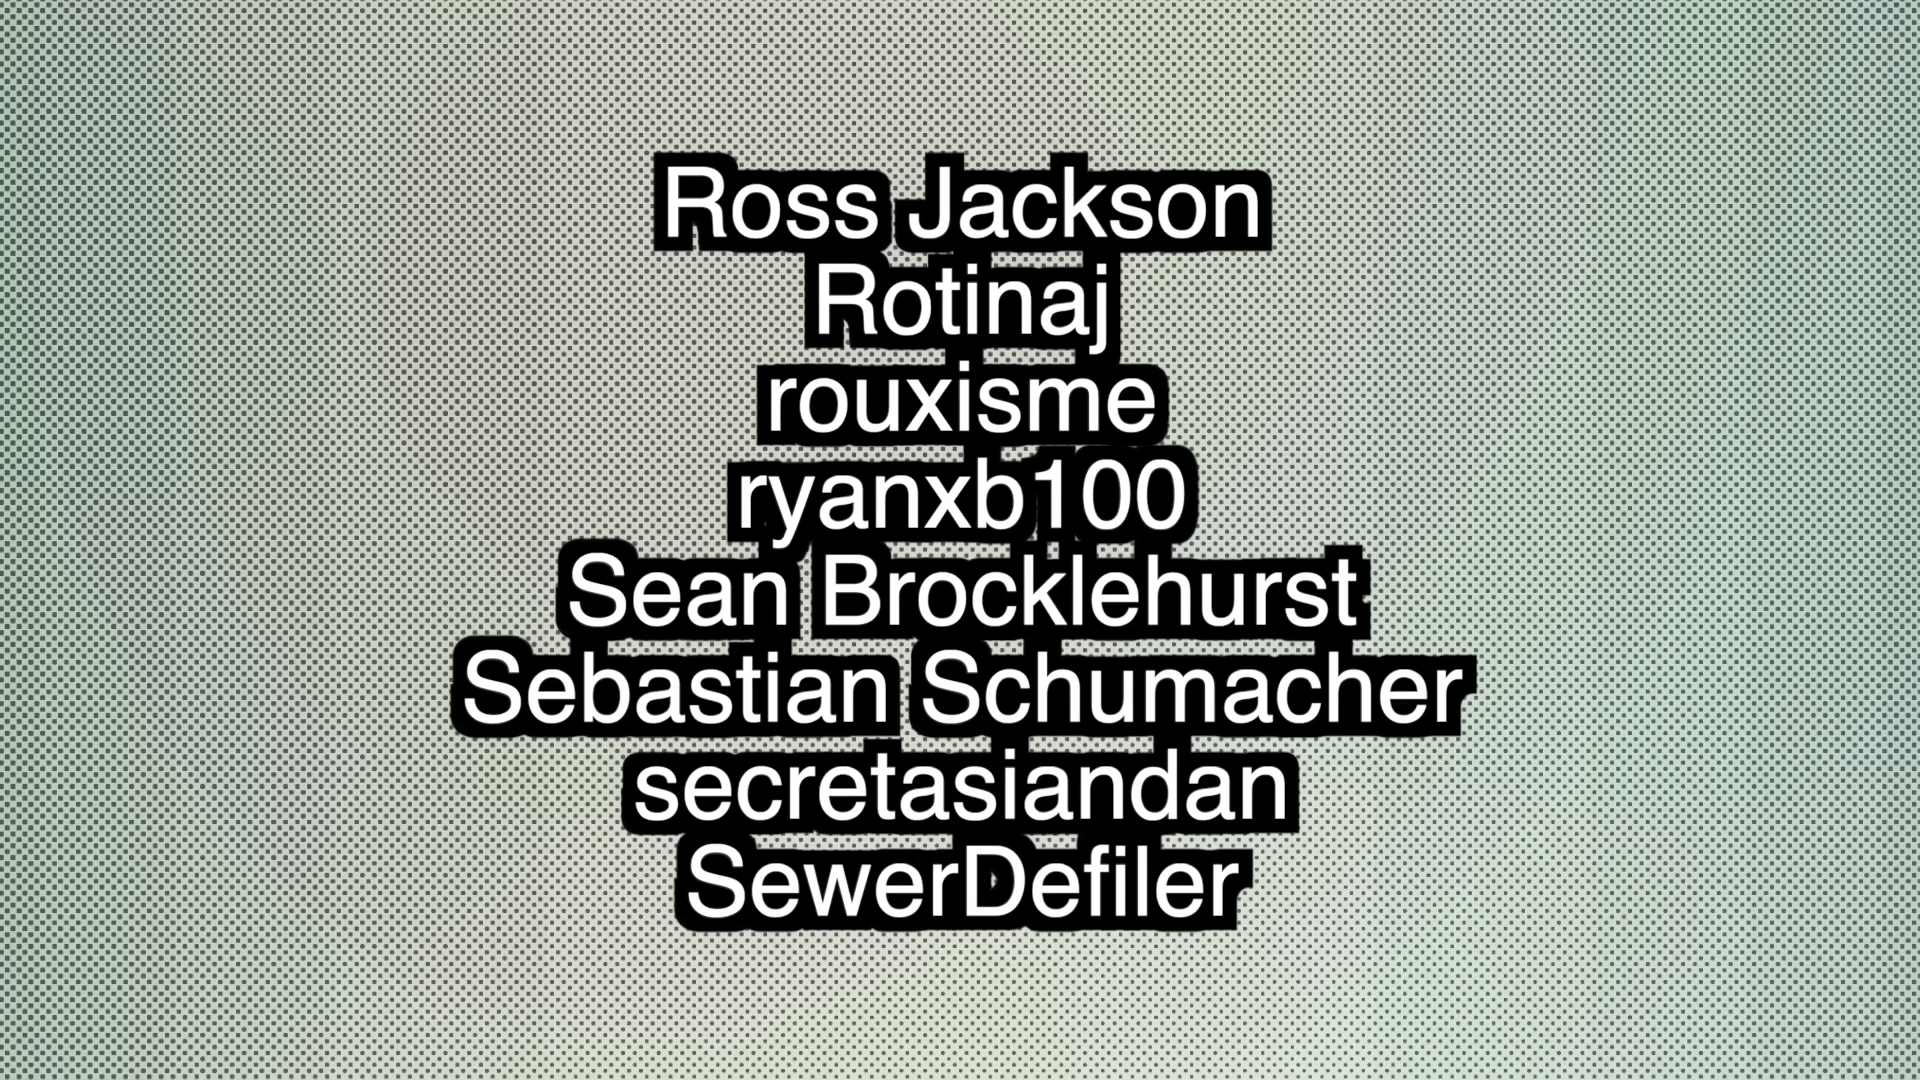 Ross Jackson
Rotinaj
rouxisme
ryanxb100
Sean Brocklehurst
Sebastian Schumacher
secretasiandan
SewerDefiler